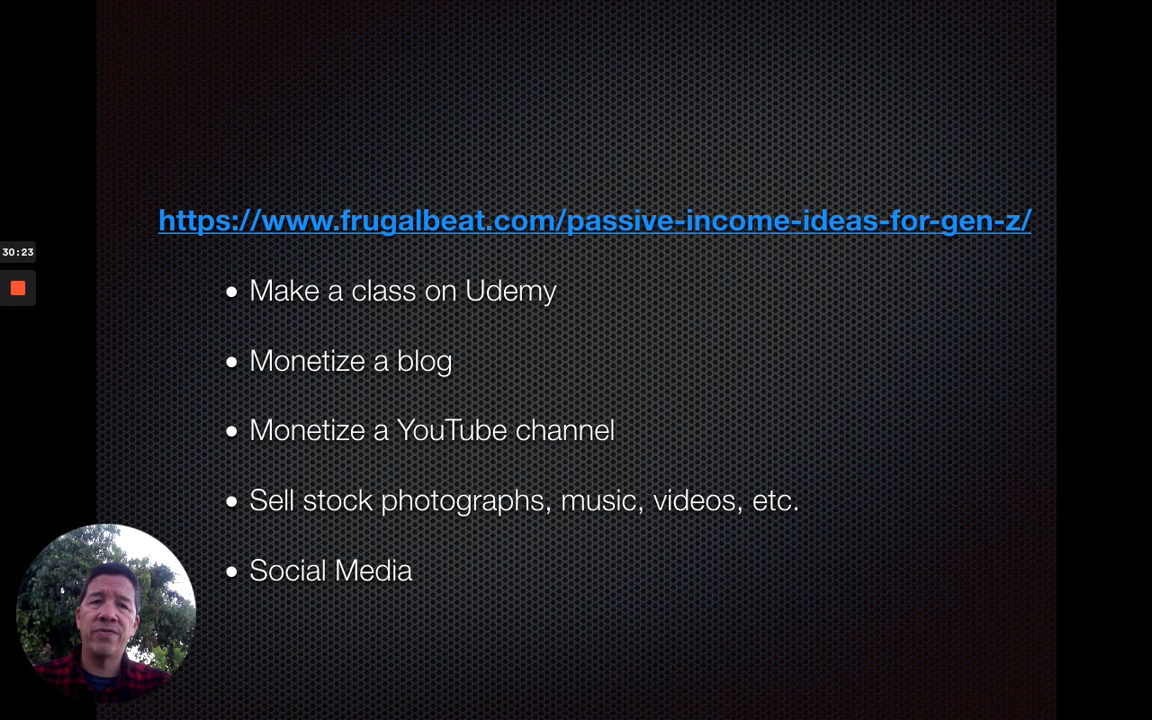 https://www.frugalbeat.com/passive-income-ideas-for-gen-z/
30:23
• Make a class on Udemy
• Monetize a blog
• Monetize a YouTube channel
• Sell stock photographs, music, videos, etc.
• Social Media